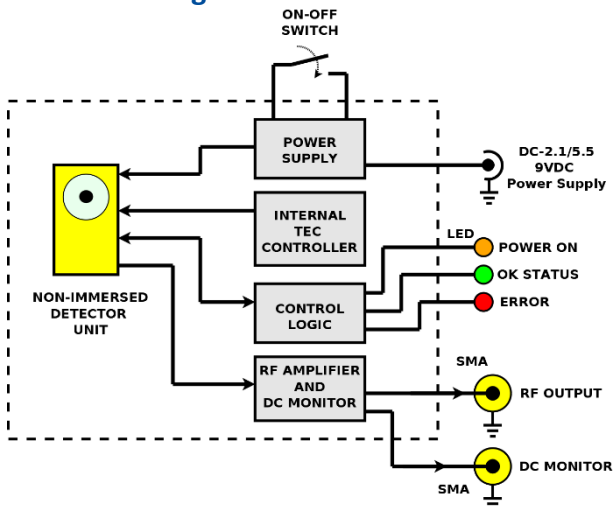 ON-OFF
SWITCH
POWER
SUPPLY
DC-2.1/5.5
9VDC
Power Supply
INTERNAL
TEC
CONTROLLER
LED
POWER ON
OK STATUS
ERROR
NON-IMMERSED
DETECTOR
UNIT
CONTROL
LOGIC
RF AMPLIFIER
AND
DC MONITOR
SMA
RF OUTPUT
DC MONITOR
SMA